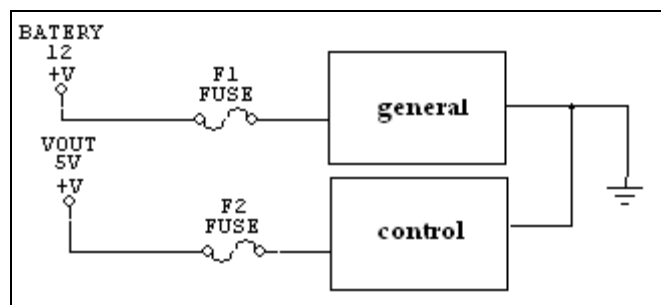 BATERY
12
+V
F1
FUSE
general
VOUT
5V
+V
F2
FUSE
control